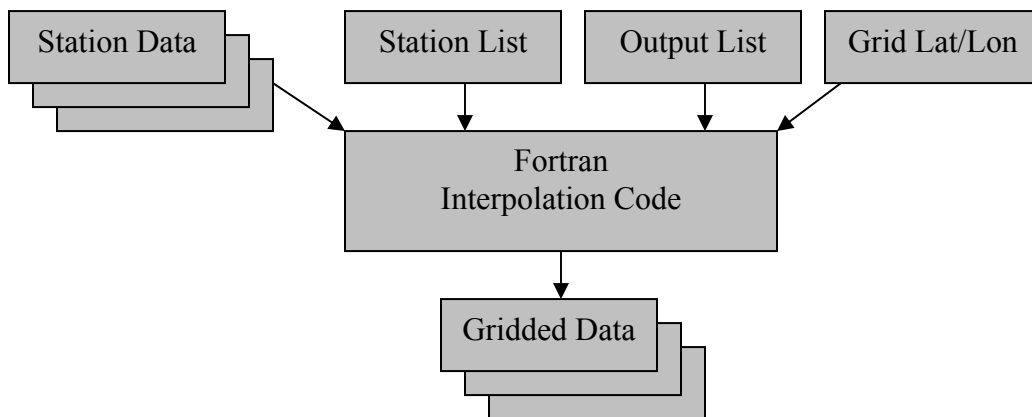 Station Data
Station List
Output List
Grid Lat/Lon
Fortran
Interpolation Code
Gridded Data